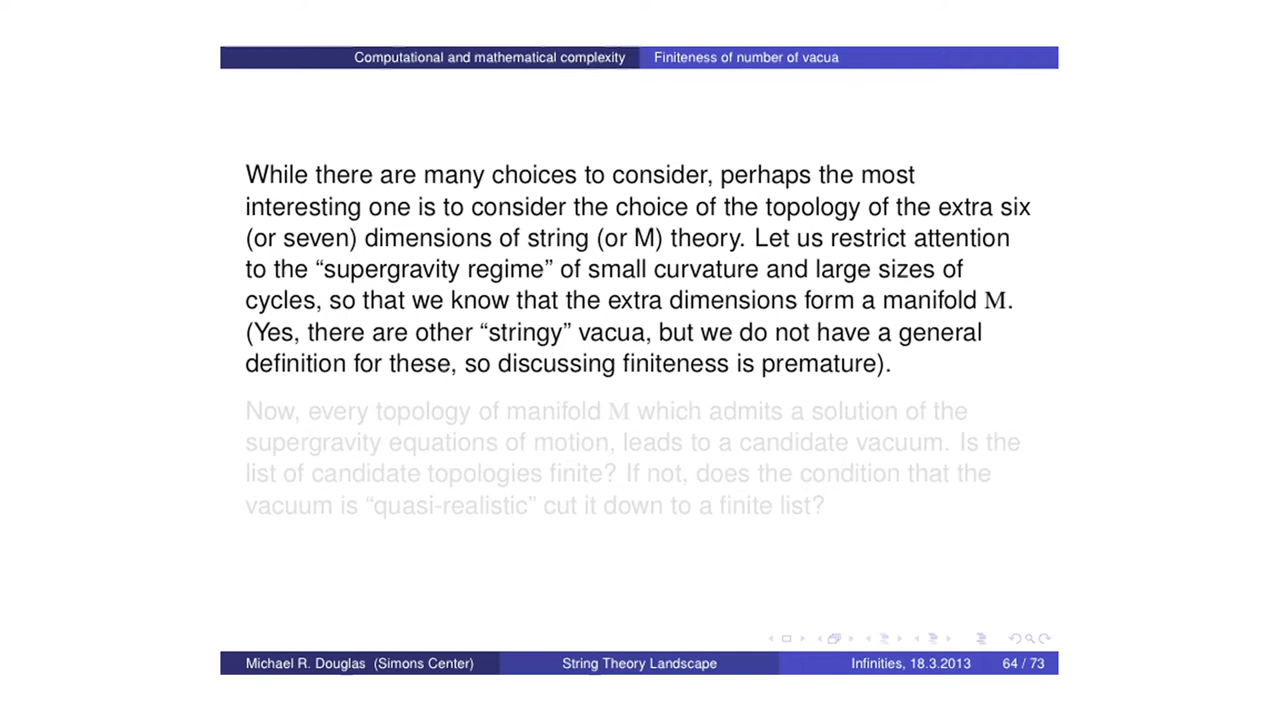 Computational and mathematical complexity Finiteness of number of vacua
While there are many choices to consider, perhaps the most
interesting one is to consider the choice of the topology of the extra six
(or seven) dimensions of string (or M) theory. Let us restrict attention
to the “supergravity regime” of small curvature and large sizes of
cycles, so that we know that the extra dimensions form a manifold M.
(Yes, there are other “stringy” vacua, but we do not have a general
definition for these, so discussing finiteness is premature).
Now, every topology of manifold M which admits a solution of the
supergravity equations of motion, leads to a candidate vacuum. Is the
list of candidate topologies finite? If not, does the condition that the
vacuum is “quasi-realistic” cut it down to a finite list?
Michael R. Douglas (Simons Center) String Theory Landscape Infinities, 18.3.2013 64 / 73